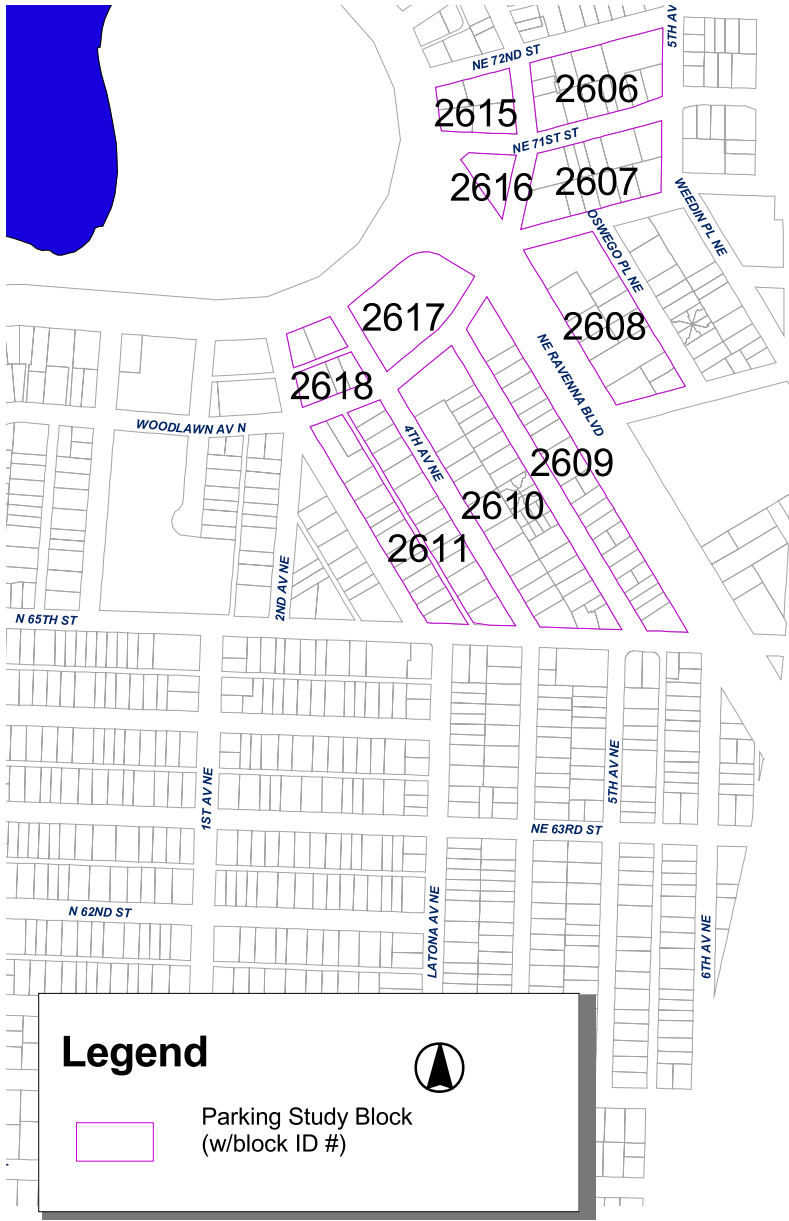 5TH AV
NE 72ND ST
2606
2615
NE 71ST ST
2607
2616
WEEDIN PL NE
OSWEGO PL NE
2617
2608
NE RAVENNA BLVD
2618
WOODLAWN AV N
4TH AV NE
2609
2610
2611
2ND AV NE
N 65TH ST
1ST AV NE
5TH AV NE
NE 63RD ST
LATONA AV NE
N 62ND ST
6TH AV NE
Legend
Parking Study Block
(w/block ID #)